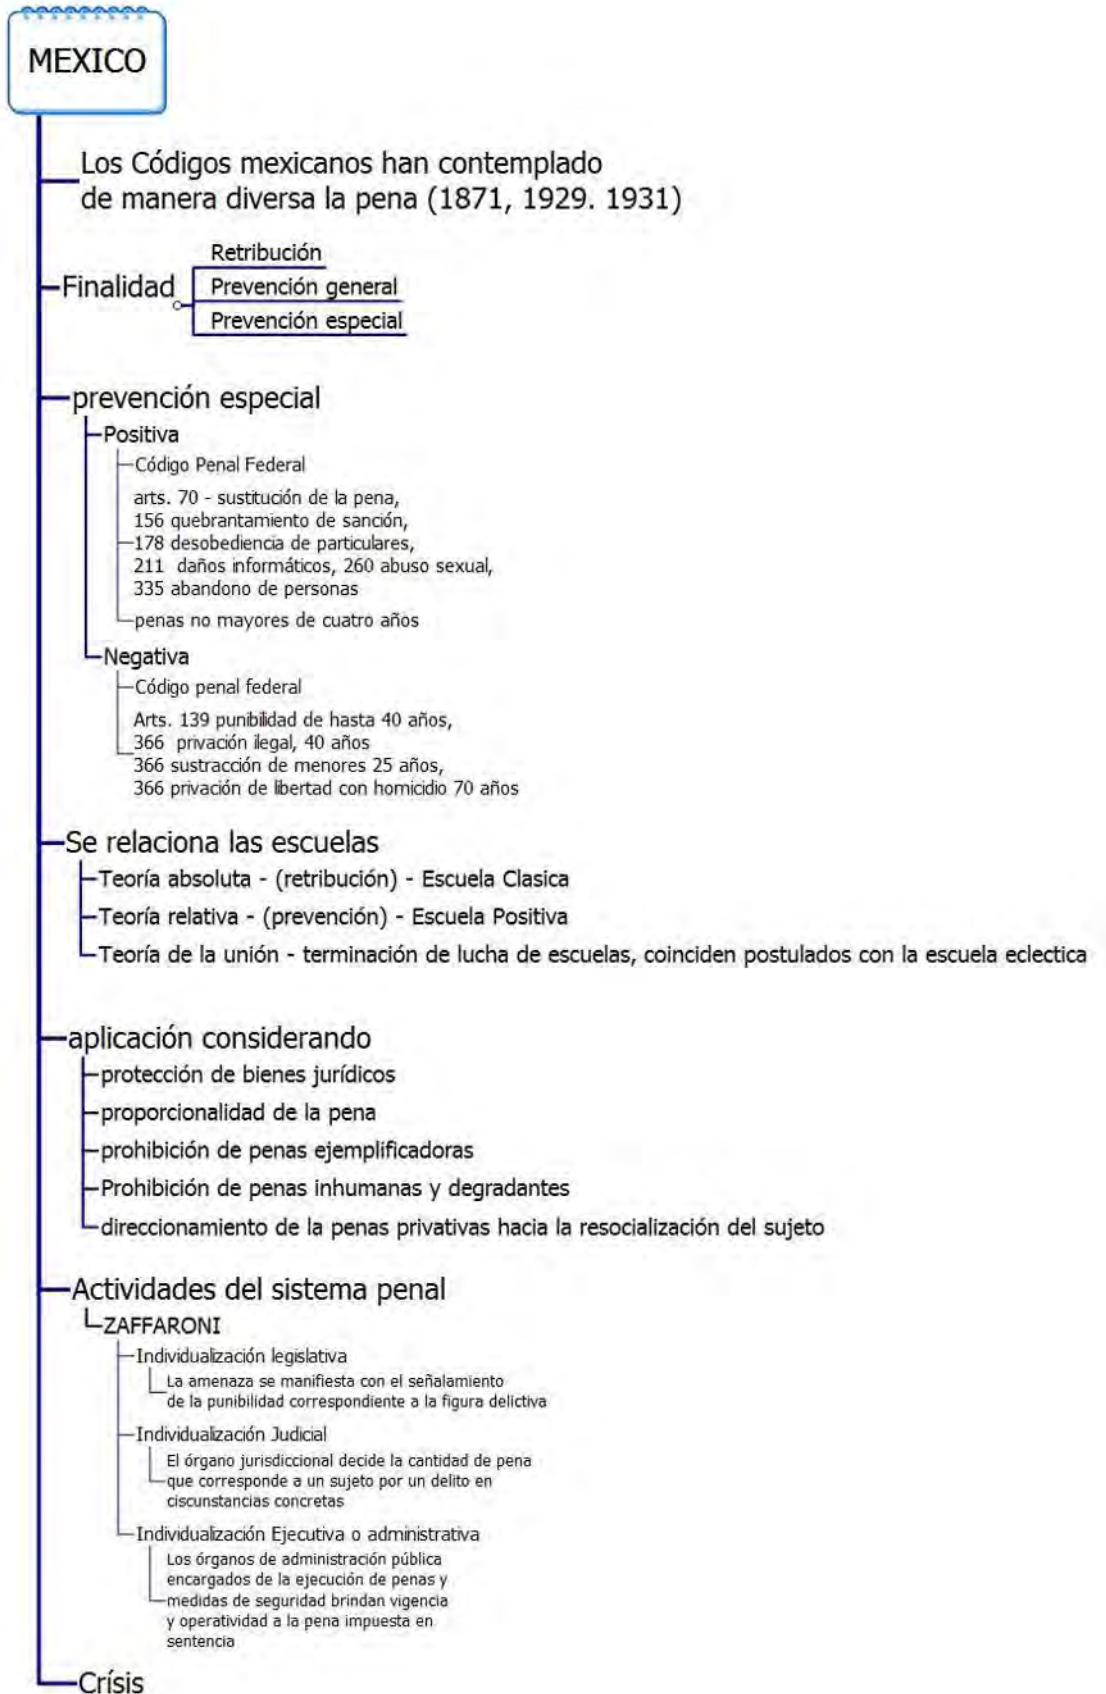 MEXICO
Los Códigos mexicanos han contemplado
de manera diversa la pena (1871, 1929. 1931)
Finalidad
Retribución
Prevención general
Prevención especial
prevención especial
Positiva
Código Penal Federal
arts. 70 - sustitución de la pena,
156 quebrantamiento de sanción,
178 desobediencia de particulares,
211 daños informáticos, 260 abuso sexual,
335 abandono de personas
penas no mayores de cuatro años
Negativa
Código penal federal
Arts. 139 punibilidad de hasta 40 años,
366 privación ilegal, 40 años
366 sustracción de menores 25 años,
366 privación de libertad con homicidio 70 años
Se relaciona las escuelas
Teoría absoluta - (retribución) - Escuela Clasica
Teoría relativa - (prevención) - Escuela Positiva
Teoría de la unión - terminación de lucha de escuelas, coinciden postulados con la escuela eclectica
aplicación considerando
protección de bienes jurídicos
proporcionalidad de la pena
prohibición de penas ejemplificadoras
Prohibición de penas inhumanas y degradantes
direccionamiento de la penas privativas hacia la resocialización del sujeto
Actividades del sistema penal
ZAFFARONI
Individualización legislativa
La amenaza se manifiesta con el señalamiento
de la punibilidad correspondiente a la figura delictiva
Individualización Judicial
El órgano jurisdiccional decide la cantidad de pena
que corresponde a un sujeto por un delito en
ciscunstancias concretas
Individualización Ejecutiva o administrativa
Los órganos de administración pública
encargados de la ejecución de penas y
medidas de seguridad brindan vigencia
y operatividad a la pena impuesta en
sentencia
Crísis